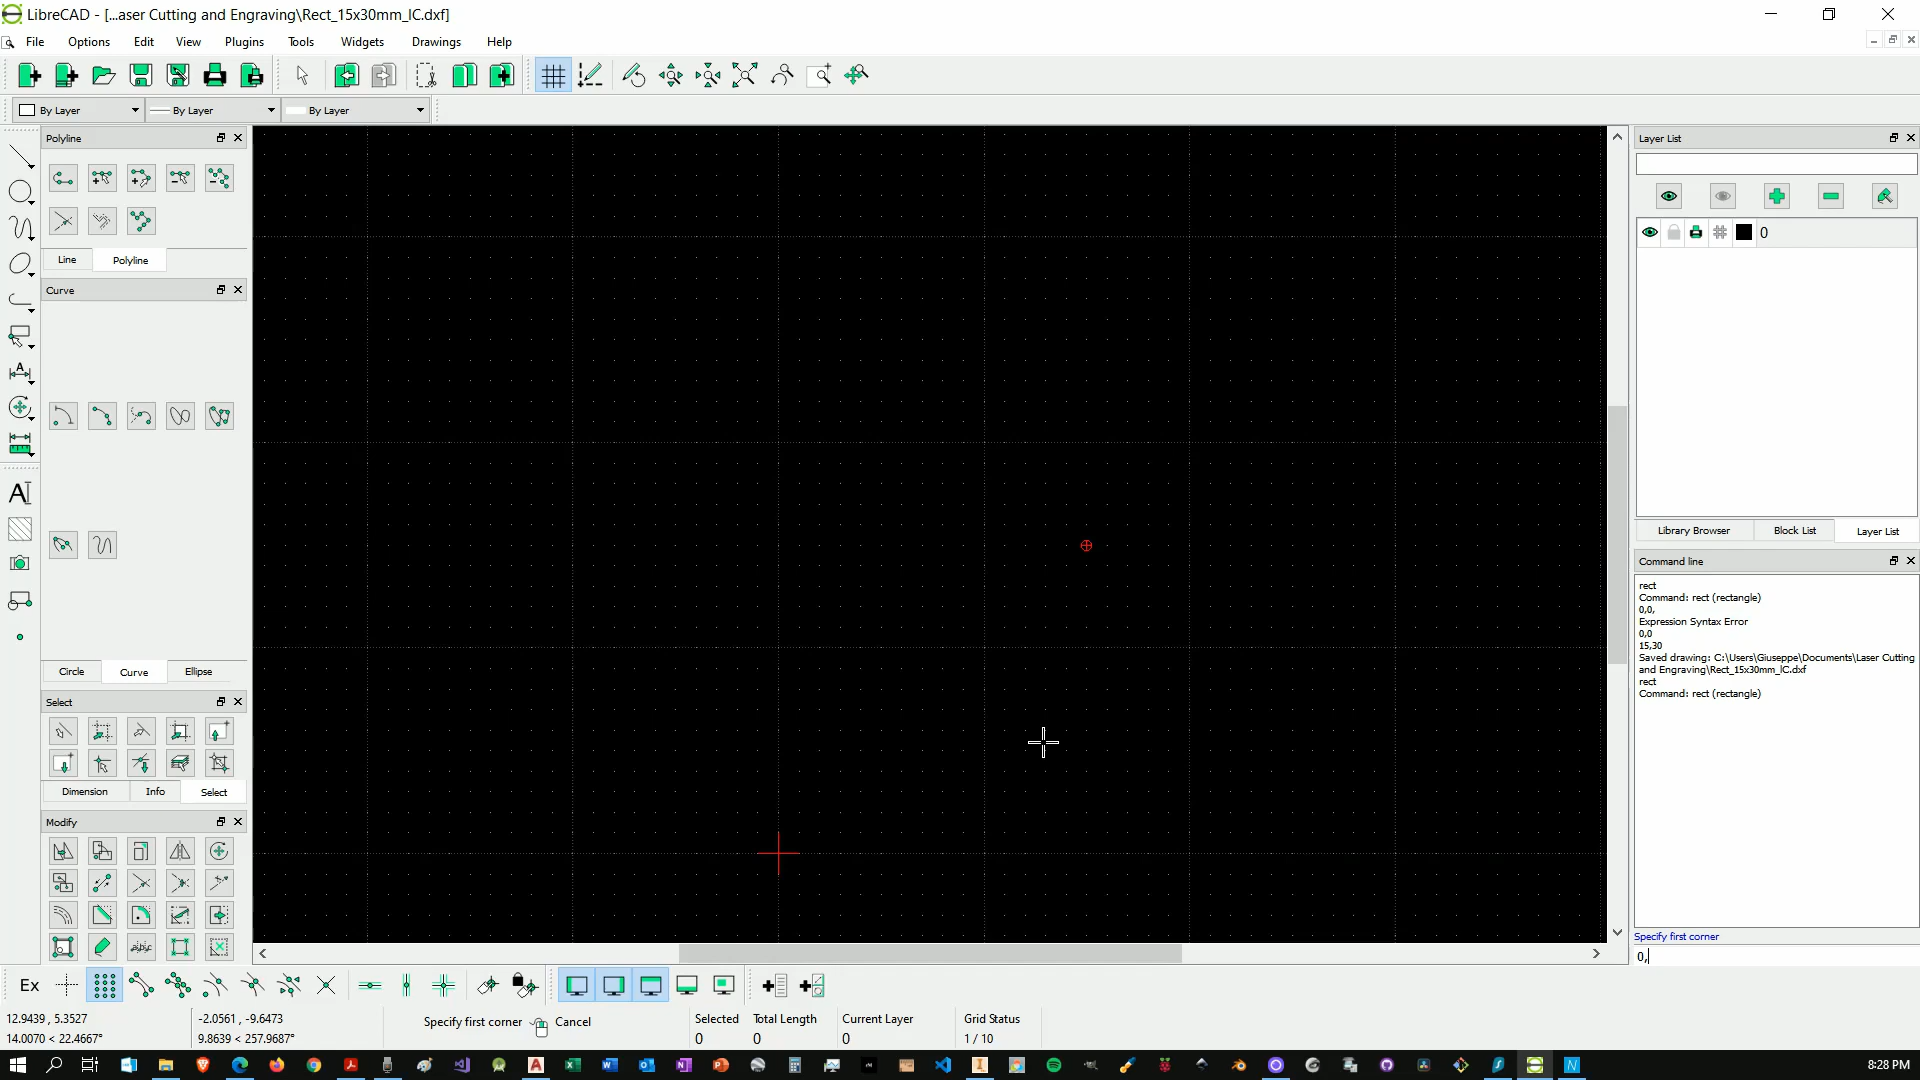 LibreCAD - [...aser Cutting and Engraving\Rect_15x30mm_lC.dxf]
File Options Edit View Plugins Tools Widgets Drawings Help
By Layer By Layer By Layer
Polyline
Line Polyline
Curve
Circle Curve Ellipse
Select
Dimension Info Select
Modify
Layer List
0
Library Browser Block List Layer List
Command line
rect
Command: rect (rectangle)
0,0,
Expression Syntax Error
0,0
15,30
Saved drawing: C:\Users\Giuseppe\Documents\Laser Cutting
and Engraving\Rect_15x30mm_lC.dxf
rect
Command: rect (rectangle)
Specify first corner
0,
Ex
12.9439 , 5.3527
14.0070 < 22.4667°
-2.0561 , -9.6473
9.8639 < 257.9687°
Specify first corner Cancel
Selected
0
Total Length
0
Current Layer
0
Grid Status
1 / 10
8:28 PM